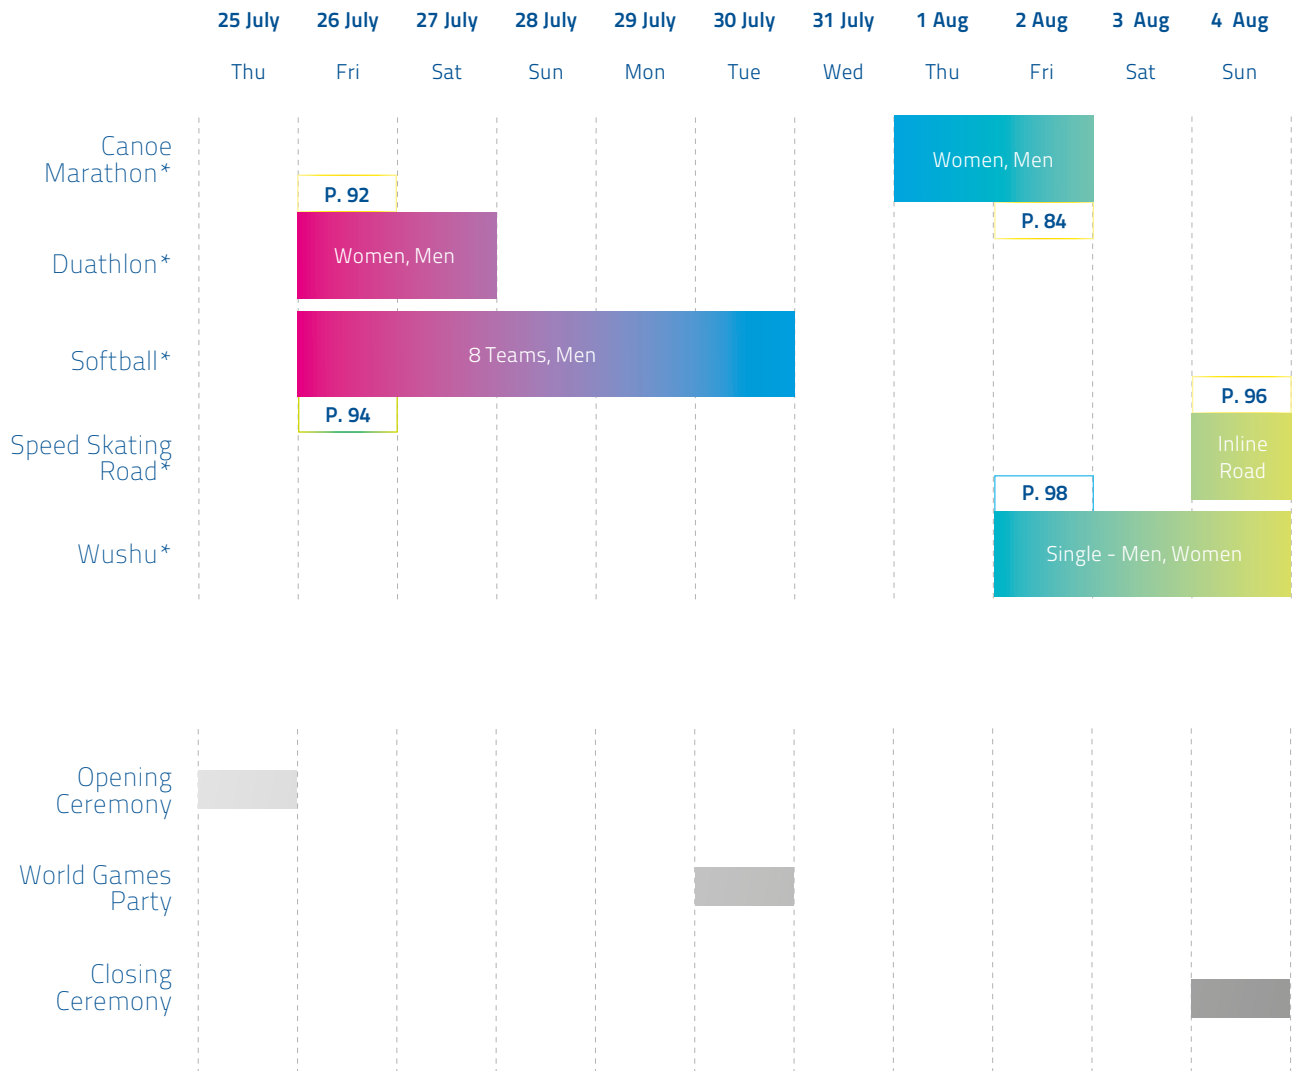 25 July 26 July 27 July 28 July 29 July 30 July 31 July 1 Aug 2 Aug 3 Aug 4 Aug
Thu Fri Sat Sun Mon Tue Wed Thu Fri Sat Sun
Canoe
Marathon*
Women, Men
P. 92
P. 84
Duathlon*
Women, Men
Softball*
8 Teams, Men
P. 94
P. 96
Speed Skating
Road*
Inline
Road
P. 98
Wushu*
Single - Men, Women
Opening
Ceremony
World Games
Party
Closing
Ceremony